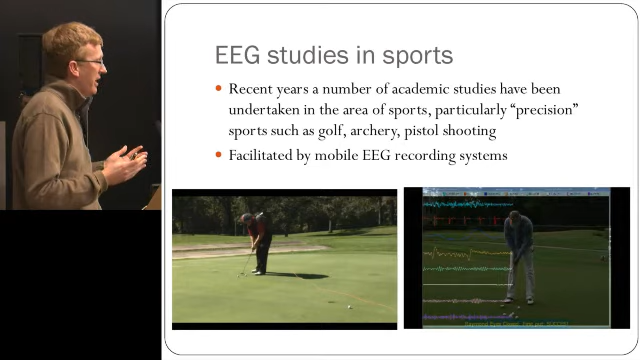 EEG studies in sports
Recent years a number of academic studies have been
undertaken in the area of sports, particularly “precision”
sports such as golf, archery, pistol shooting
Facilitated by mobile EEG recording systems